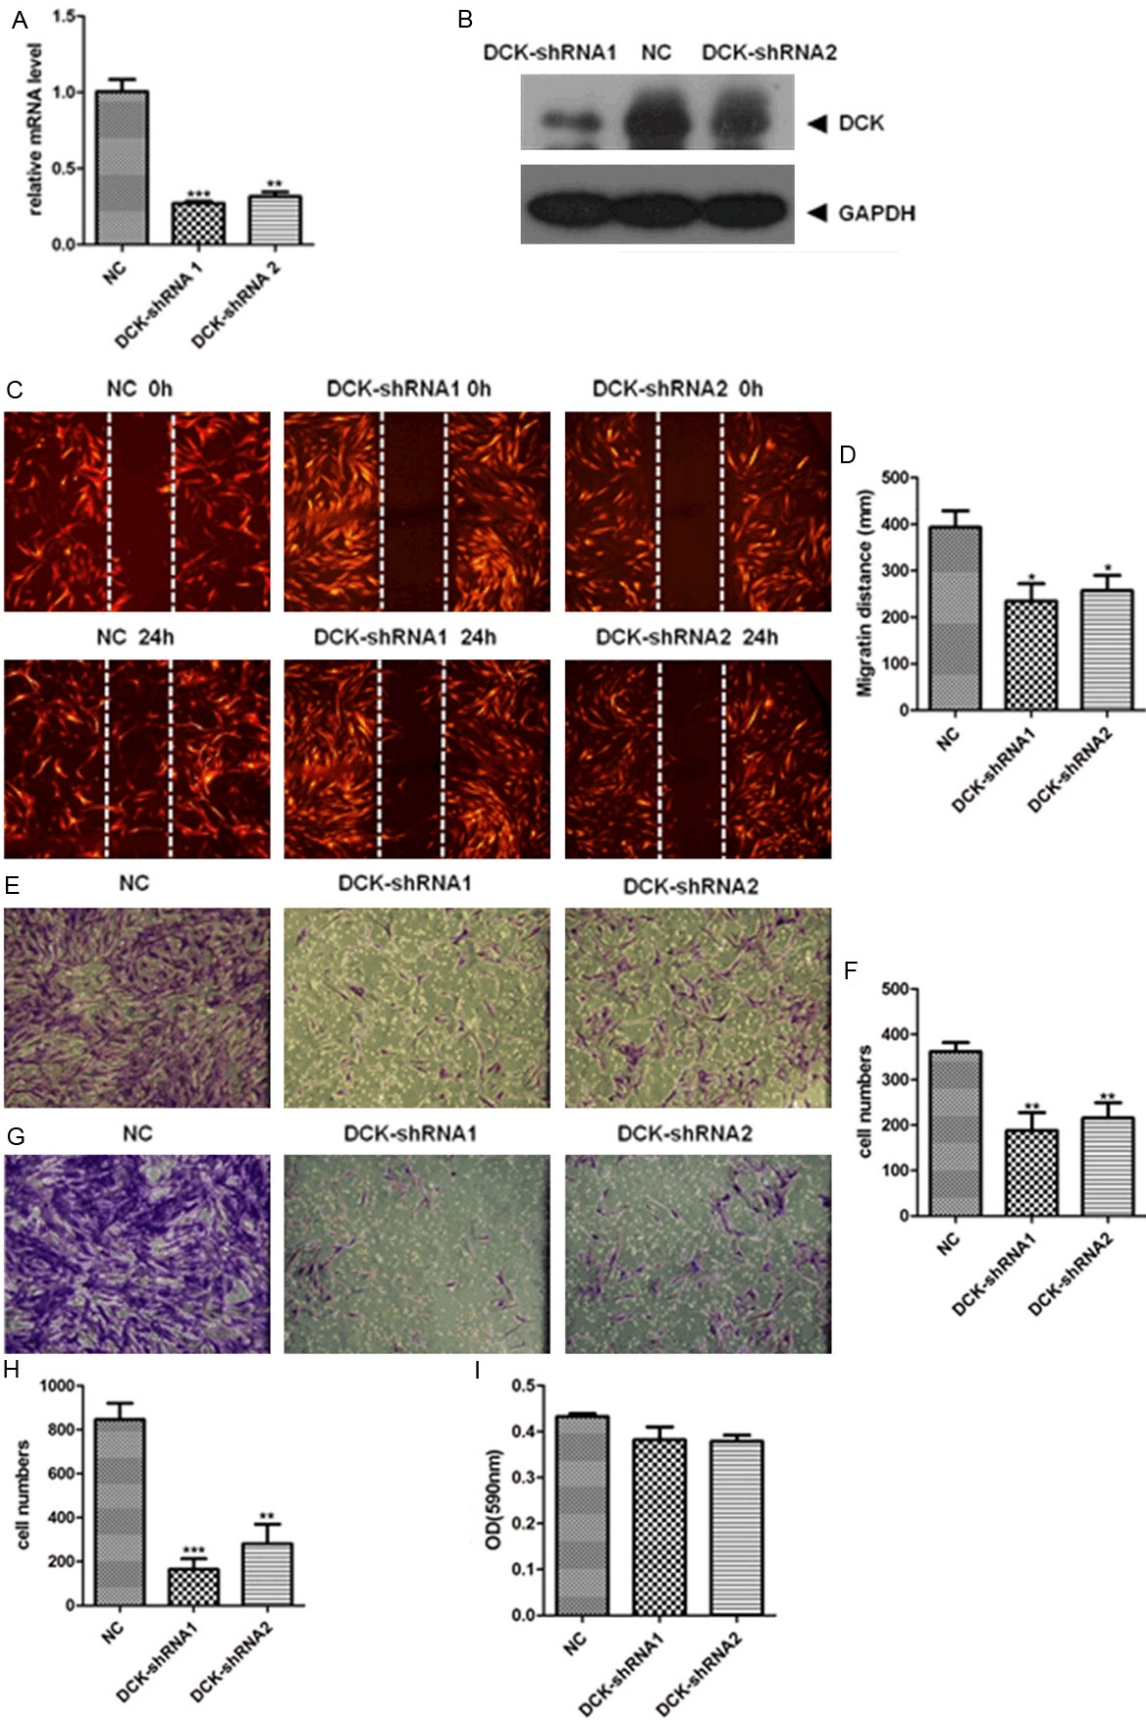 A
1.5
1.0
0.5
0.0
relative mRNA level
***
**
NC
DCK-shRNA 1
DCK-shRNA 2
B
DCK-shRNA1 NC DCK-shRNA2
DCK
GAPDH
C
NC 0h DCK-shRNA1 0h DCK-shRNA2 0h
NC 24h DCK-shRNA1 24h DCK-shRNA2 24h
D
500
400
300
200
100
0
Migratin distance (mm)
*
*
NC
DCK-shRNA1
DCK-shRNA2
E
NC DCK-shRNA1 DCK-shRNA2
F
500
400
300
200
100
0
cell numbers
**
**
NC
DCK-shRNA1
DCK-shRNA2
G
NC DCK-shRNA1 DCK-shRNA2
H
1000
800
600
400
200
0
cell numbers
***
**
NC
DCK-shRNA1
DCK-shRNA2
I
0.5
0.4
0.3
0.2
0.1
0.0
OD(590nm)
NC
DCK-shRNA1
DCK-shRNA2